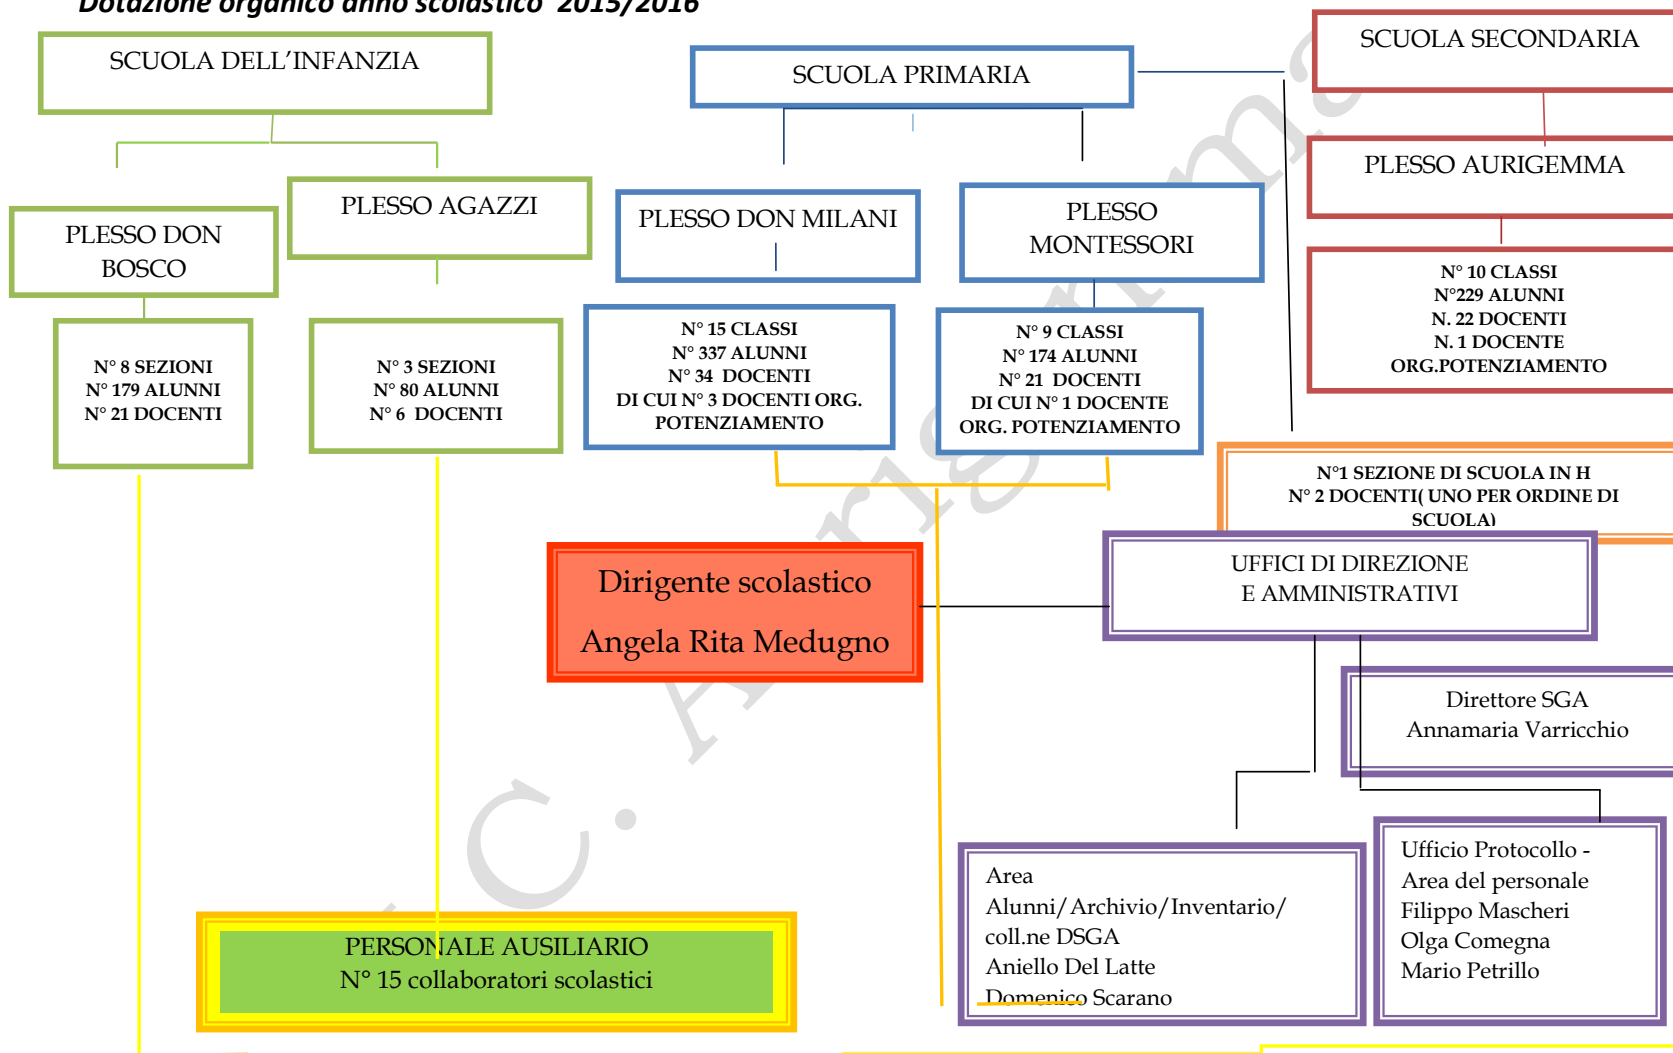 Dotazione organico anno scolastico 2015/2016
SCUOLA DELL'INFANZIA
SCUOLA PRIMARIA
SCUOLA SECONDARIA
PLESSO DON
BOSCO
PLESSO AGAZZI
PLESSO DON MILANI
PLESSO
MONTESSORI
PLESSO AURIGEMMA
N° 8 SEZIONI
N° 179 ALUNNI
N° 21 DOCENTI
N° 3 SEZIONI
N° 80 ALUNNI
N° 6 DOCENTI
N° 15 CLASSI
N° 337 ALUNNI
N° 34 DOCENTI
DI CUI N° 3 DOCENTI ORG.
POTENZIAMENTO
N° 9 CLASSI
N° 174 ALUNNI
N° 21 DOCENTI
DI CUI N° 1 DOCENTE
ORG. POTENZIAMENTO
N° 10 CLASSI
N°229 ALUNNI
N. 22 DOCENTI
N. 1 DOCENTE
ORG.POTENZIAMENTO
N°1 SEZIONE DI SCUOLA IN H
N° 2 DOCENTI( UNO PER ORDINE DI
SCUOLA)
Dirigente scolastico
Angela Rita Medugno
UFFICI DI DIREZIONE
E AMMINISTRATIVI
Direttore SGA
Annamaria Varricchio
Area
Alunni/Archivio/Inventario/
coll.ne DSGA
Aniello Del Latte
Domenico Scarano
Ufficio Protocollo -
Area del personale
Filippo Mascheri
Olga Comegna
Mario Petrillo
PERSONALE AUSILIARIO
N° 15 collaboratori scolastici